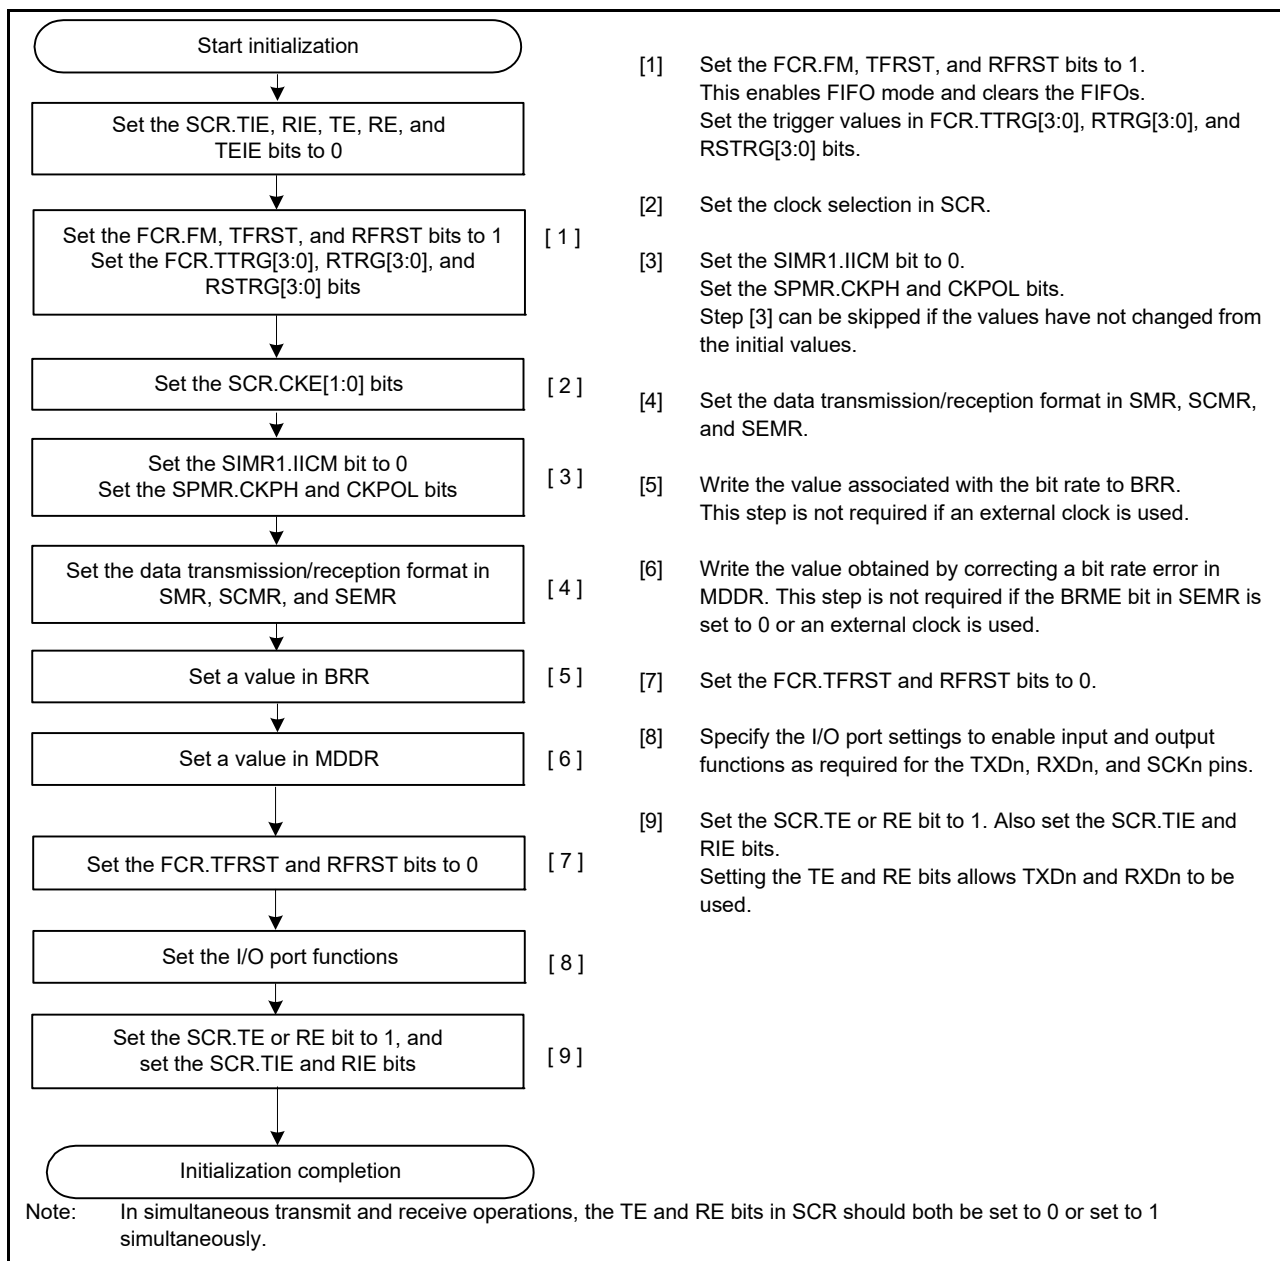 Start initialization
Set the SCR.TIE, RIE, TE, RE, and
TEIE bits to 0
Set the FCR.FM, TFRST, and RFRST bits to 1
Set the FCR.TTRG[3:0], RTRG[3:0], and
RSTRG[3:0] bits
[ 1 ]
Set the SCR.CKE[1:0] bits
[ 2 ]
Set the SIMR1.IICM bit to 0
Set the SPMR.CKPH and CKPOL bits
[ 3 ]
Set the data transmission/reception format in
SMR, SCMR, and SEMR
[ 4 ]
Set a value in BRR
[ 5 ]
Set a value in MDDR
[ 6 ]
Set the FCR.TFRST and RFRST bits to 0
[ 7 ]
Set the I/O port functions
[ 8 ]
Set the SCR.TE or RE bit to 1, and
set the SCR.TIE and RIE bits
[ 9 ]
Initialization completion
[1] Set the FCR.FM, TFRST, and RFRST bits to 1.
This enables FIFO mode and clears the FIFOs.
Set the trigger values in FCR.TTRG[3:0], RTRG[3:0], and
RSTRG[3:0] bits.
[2] Set the clock selection in SCR.
[3] Set the SIMR1.IICM bit to 0.
Set the SPMR.CKPH and CKPOL bits.
Step [3] can be skipped if the values have not changed from
the initial values.
[4] Set the data transmission/reception format in SMR, SCMR,
and SEMR.
[5] Write the value associated with the bit rate to BRR.
This step is not required if an external clock is used.
[6] Write the value obtained by correcting a bit rate error in
MDDR. This step is not required if the BRME bit in SEMR is
set to 0 or an external clock is used.
[7] Set the FCR.TFRST and RFRST bits to 0.
[8] Specify the I/O port settings to enable input and output
functions as required for the TXDn, RXDn, and SCKn pins.
[9] Set the SCR.TE or RE bit to 1. Also set the SCR.TIE and
RIE bits.
Setting the TE and RE bits allows TXDn and RXDn to be
used.
Note: In simultaneous transmit and receive operations, the TE and RE bits in SCR should both be set to 0 or set to 1
simultaneously.